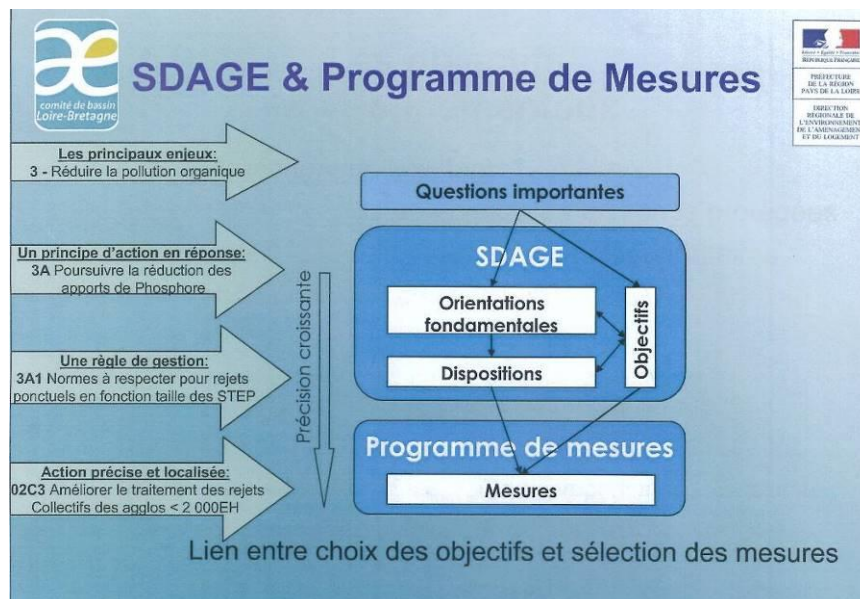 comité de bassin
Loire-Bretagne
SDAGE & Programme de Mesures
Liberté • Égalité • Fraternité
RÉPUBLIQUE FRANÇAISE
PRÉFECTURE
DE LA RÉGION
PAYS DE LA LOIRE
DIRECTION
RÉGIONALE DE
L'ENVIRONNEMENT
DE L'AMÉNAGEMENT
ET DU LOGEMENT
Les principaux enjeux:
3 - Réduire la pollution organique
Un principe d'action en réponse:
3A Poursuivre la réduction des
apports de Phosphore
Une règle de gestion:
3A1 Normes à respecter pour rejets
ponctuels en fonction taille des STEP
Action précise et localisée:
02C3 Améliorer le traitement des rejets
Collectifs des agglos < 2 000EH
Précision croissante
Questions importantes
SDAGE
Orientations
fondamentales
Objectifs
Dispositions
Programme de mesures
Mesures
Lien entre choix des objectifs et sélection des mesures